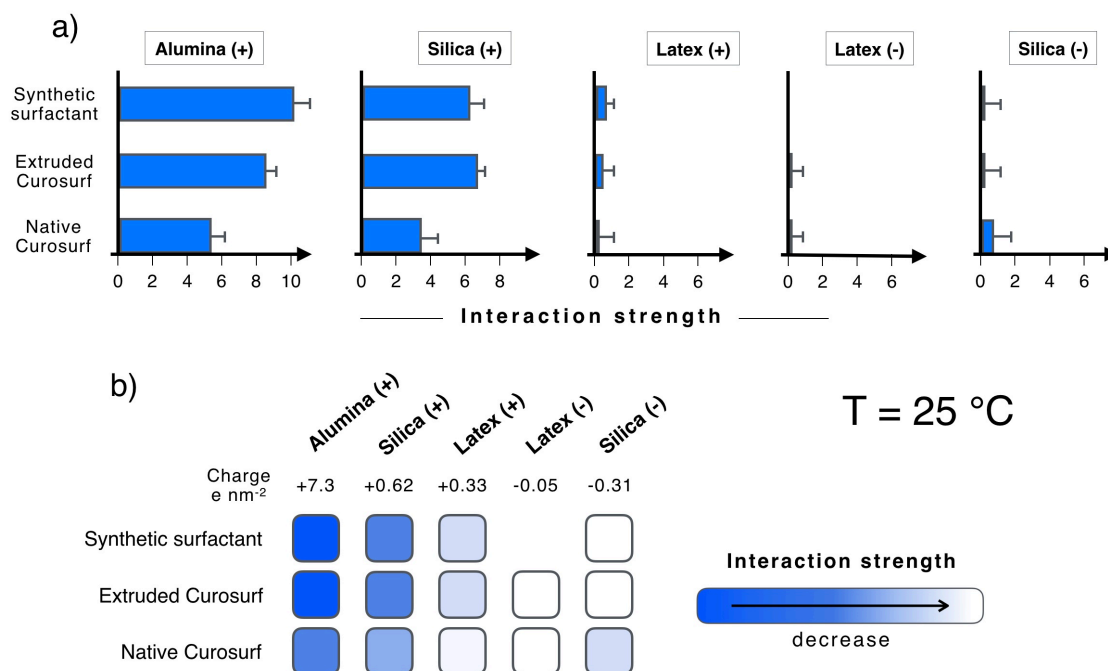 a)
Alumina (+) Silica (+) Latex (+) Latex (-) Silica (-)
Synthetic
surfactant
Extruded
Curosurf
Native
Curosurf
0 2 4 6 8 10 0 2 4 6 8 0 2 4 6 0 2 4 6 0 2 4 6
Interaction strength
b)
Alumina (+) Silica (+) Latex (+) Latex (-) Silica (-)
T = 25 °C
Charge
e nm-2 +7.3 +0.62 +0.33 -0.05 -0.31
Synthetic surfactant
Interaction strength
Extruded Curosurf
decrease
Native Curosurf